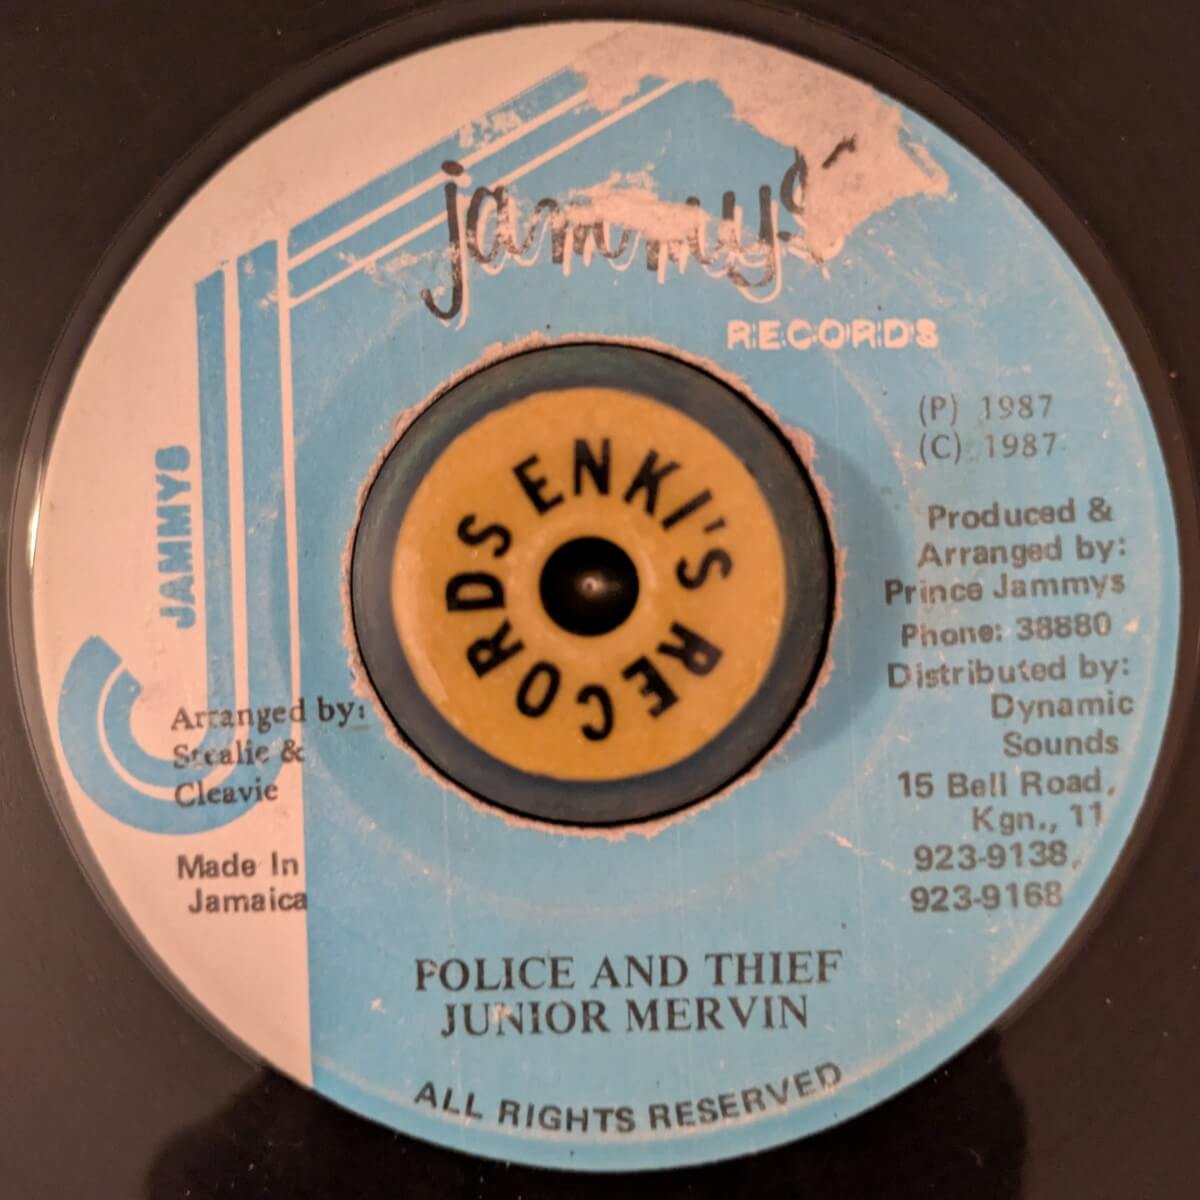 jammys
RECORDS
JAMMYS
(P) 1987
(C) 1987
Produced &
Arranged by:
Prince Jammys
Phone: 38880
Distributed by:
Dynamic
Sounds
15 Bell Road,
Kgn., 11
923-9138,
923-9168
ENKI'S RECORDS
Arranged by:
Stealie &
Cleavie
Made In
Jamaica
POLICE AND THIEF
JUNIOR MERVIN
ALL RIGHTS RESERVED